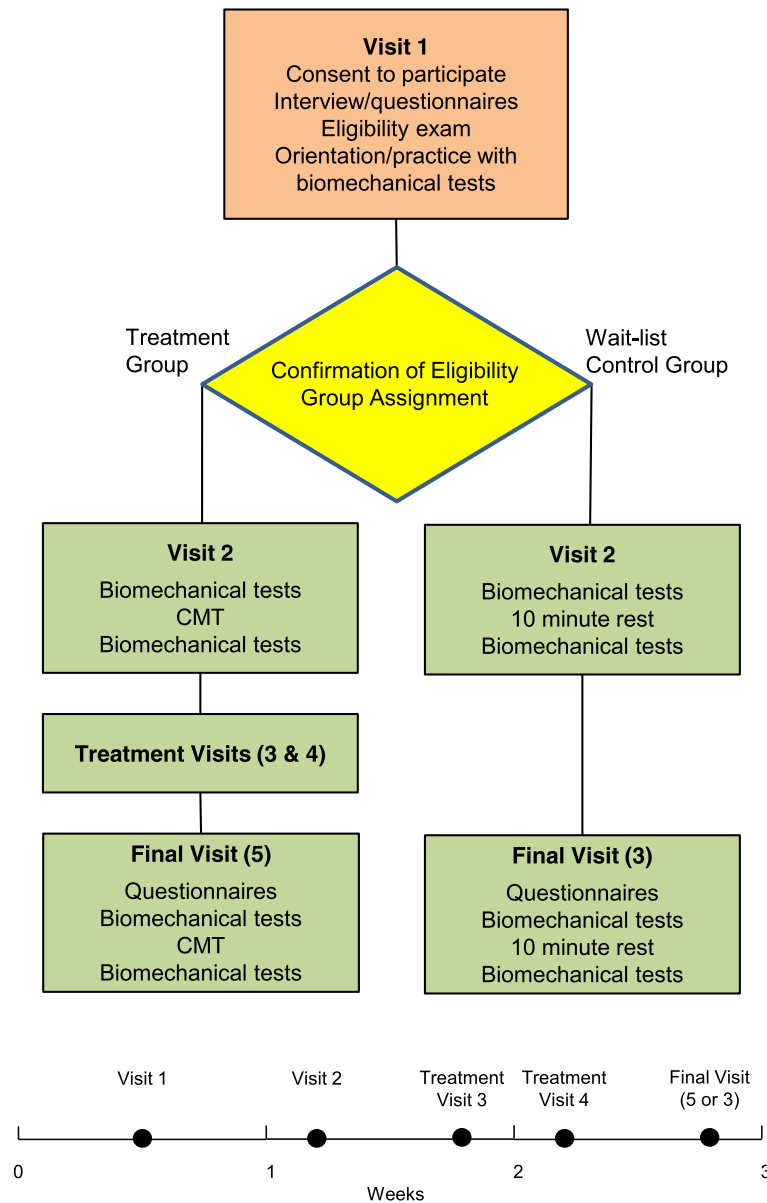 Visit 1
Consent to participate
Interview/questionnaires
Eligibility exam
Orientation/practice with
biomechanical tests
Treatment
Group
Wait-list
Control Group
Confirmation of Eligibility
Group Assignment
Visit 2
Biomechanical tests
CMT
Biomechanical tests
Visit 2
Biomechanical tests
10 minute rest
Biomechanical tests
Treatment Visits (3 & 4)
Final Visit (5)
Questionnaires
Biomechanical tests
CMT
Biomechanical tests
Final Visit (3)
Questionnaires
Biomechanical tests
10 minute rest
Biomechanical tests
Visit 1
Visit 2
Treatment
Visit 3
Treatment
Visit 4
Final Visit
(5 or 3)
0
1
2
3
Weeks